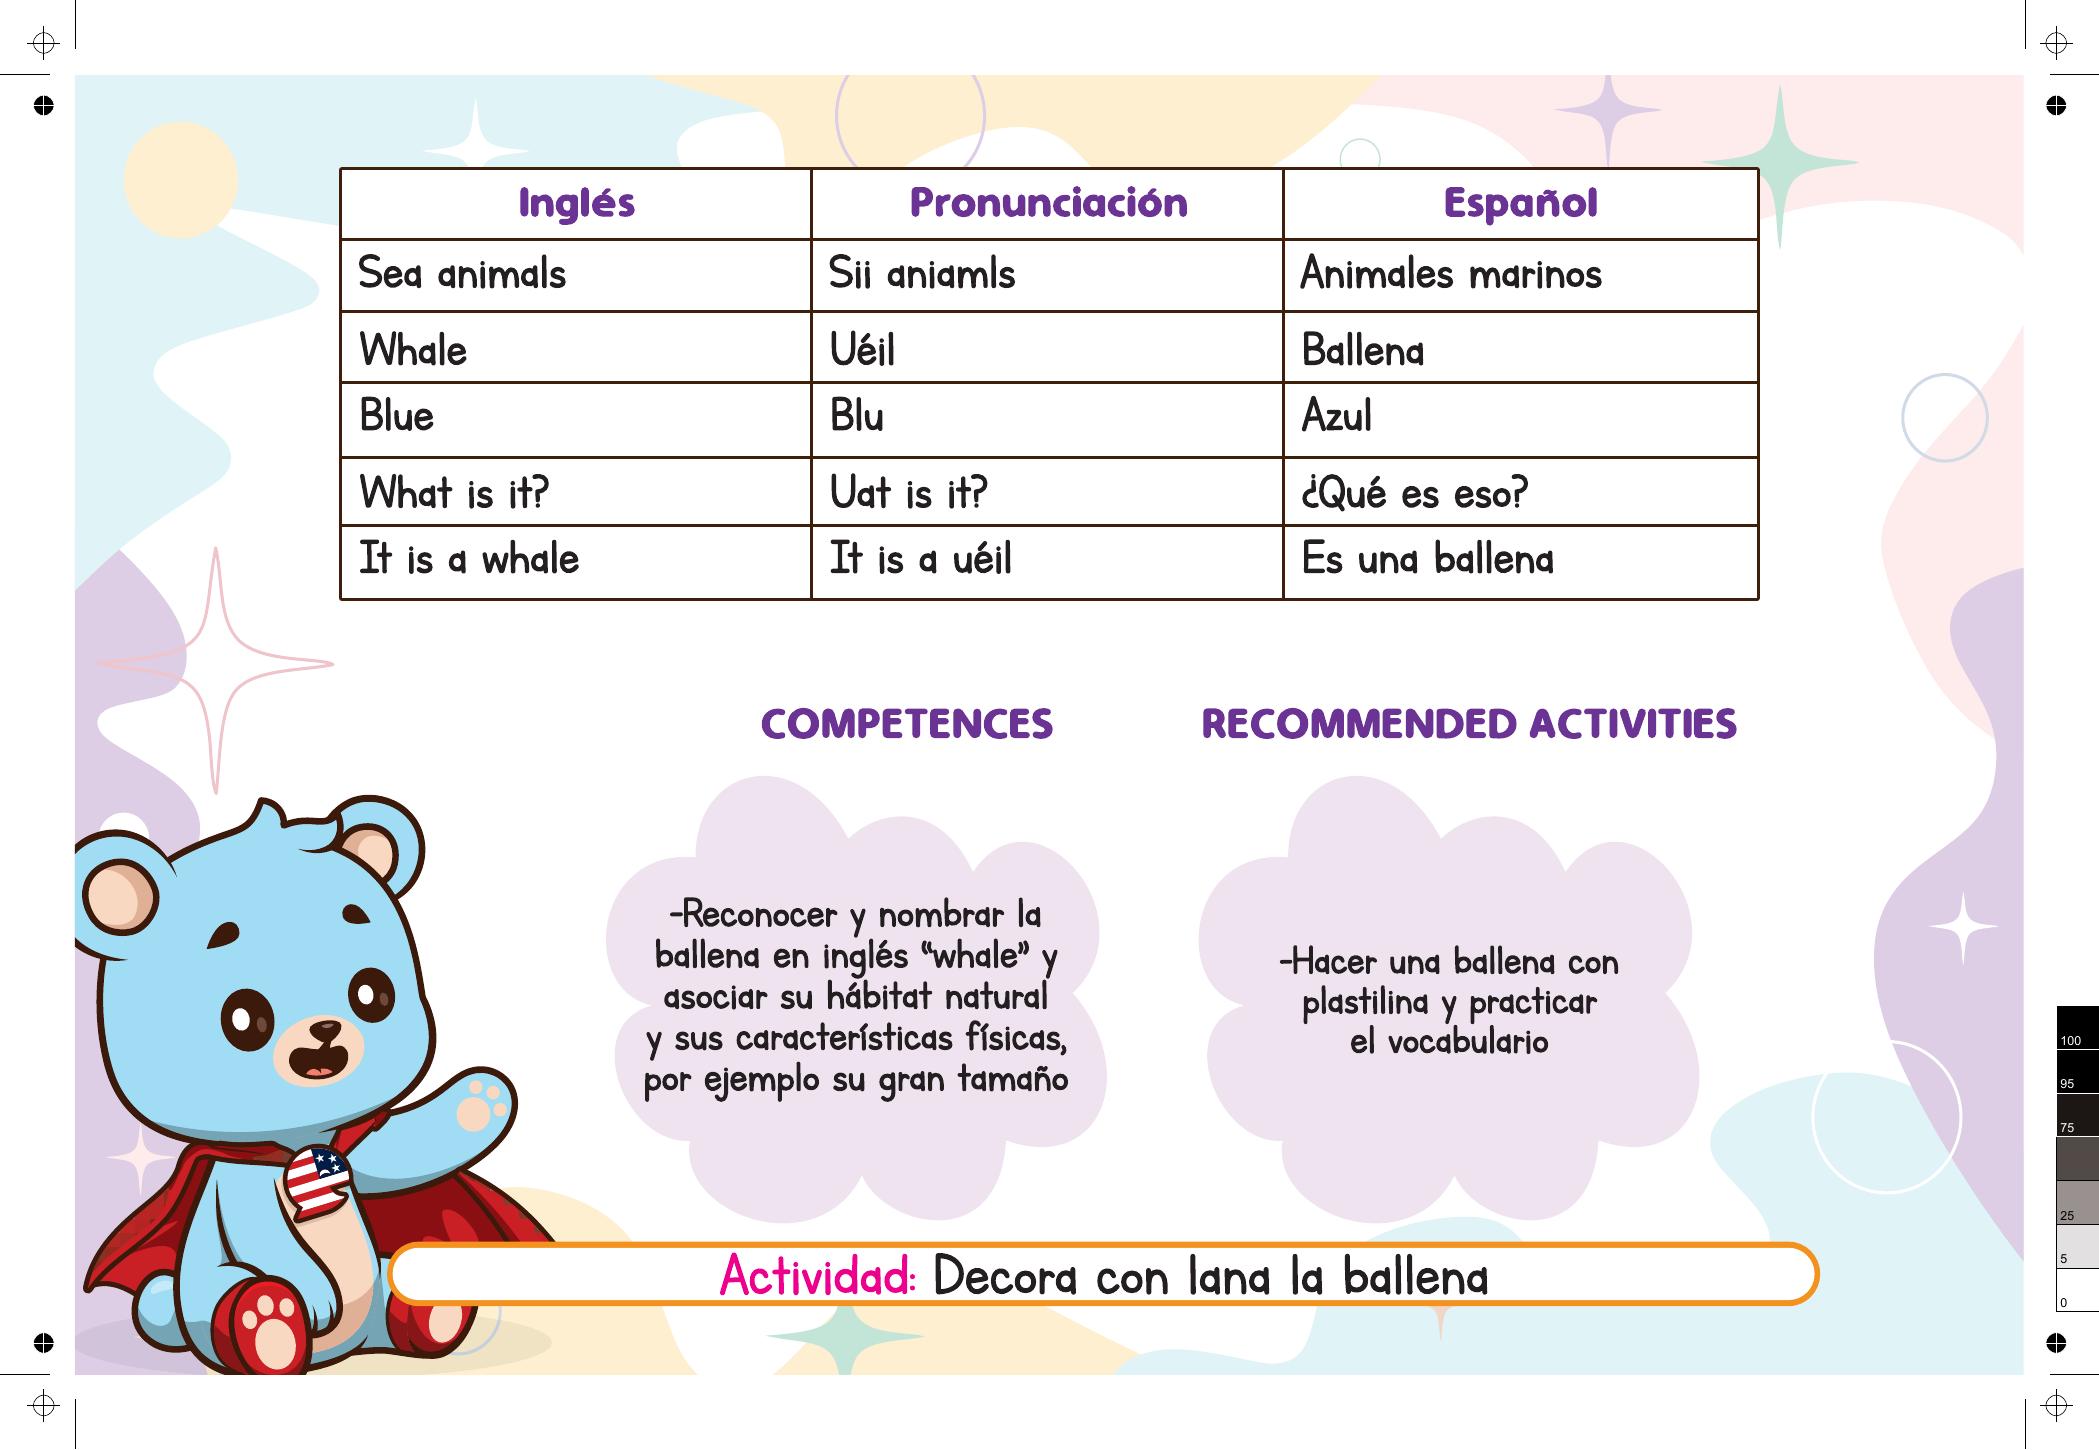 Inglés Pronunciación Español
Sea animals Sii aniamls Animales marinos
Whale Uéil Ballena
Blue Blu Azul
What is it? Uat is it? ¿Qué es eso?
It is a whale It is a uéil Es una ballena
COMPETENCES
-Reconocer y nombrar la
ballena en inglés “whale” y
asociar su hábitat natural
y sus características físicas,
por ejemplo su gran tamaño
RECOMMENDED ACTIVITIES
-Hacer una ballena con
plastilina y practicar
el vocabulario
Actividad: Decora con lana la ballena
100
95
75
25
5
0